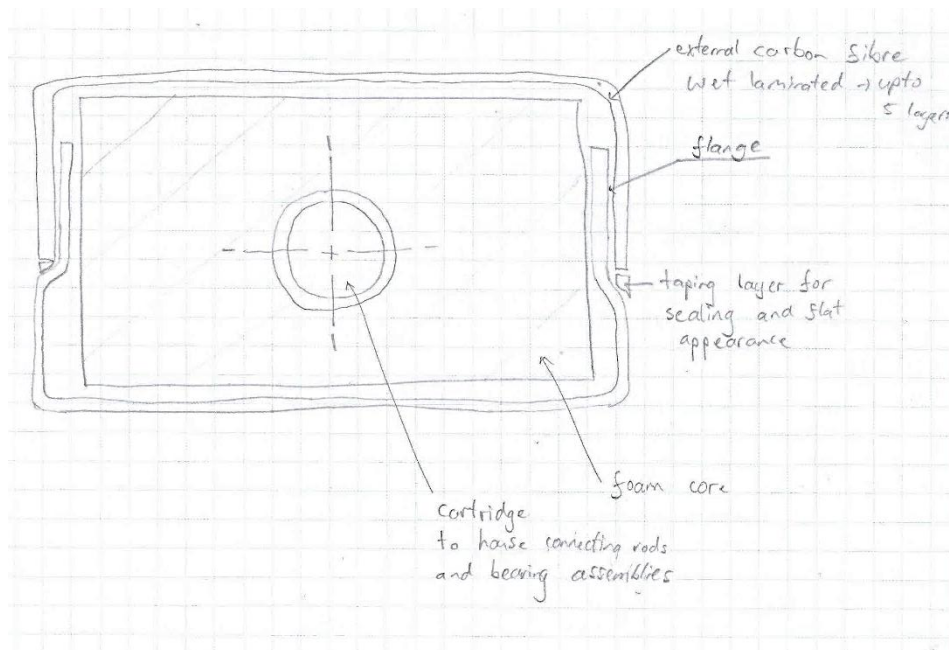 external carbon fibre
wet laminated → upto
5 layers
flange
taping layer for
sealing and flat
appearance
foam core
cartridge
to house connecting rods
and bearing assemblies